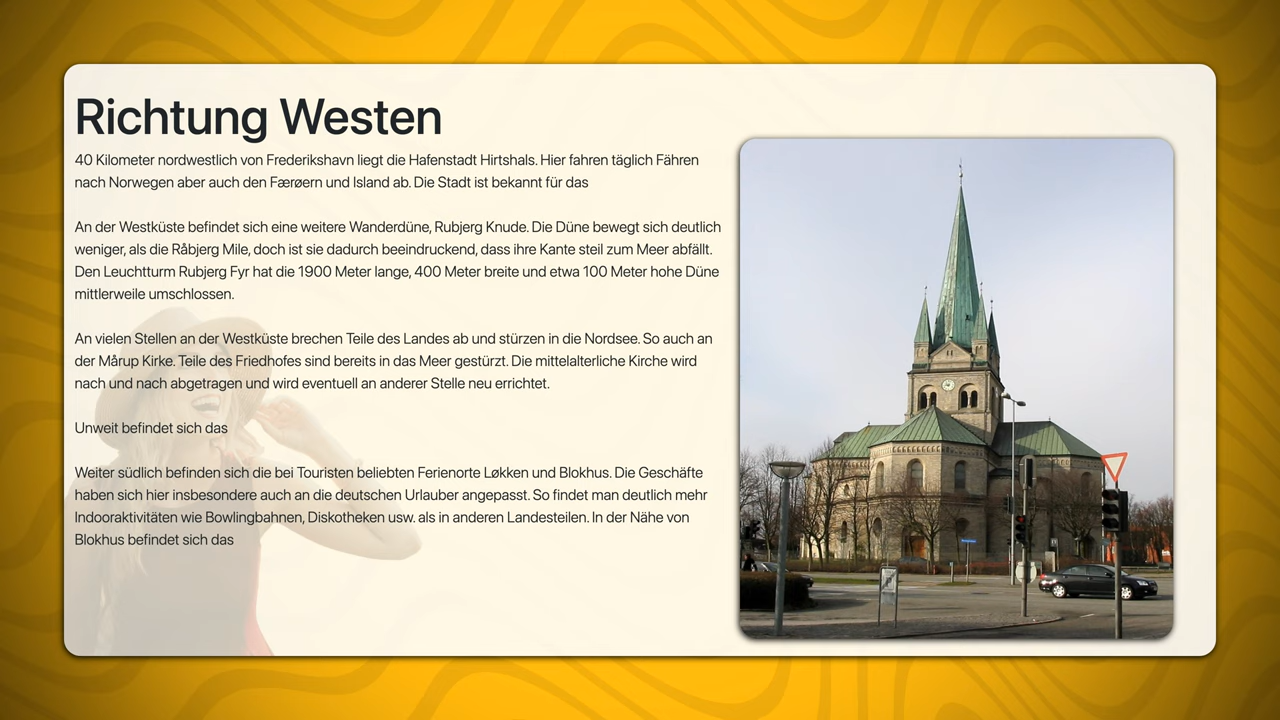 Richtung Westen
40 Kilometer nordwestlich von Frederikshavn liegt die Hafenstadt Hirtshals. Hier fahren täglich Fähren
nach Norwegen aber auch den Færøern und Island ab. Die Stadt ist bekannt für das
An der Westküste befindet sich eine weitere Wanderdüne, Rubjerg Knude. Die Düne bewegt sich deutlich
weniger, als die Råbjerg Mile, doch ist sie dadurch beeindruckend, dass ihre Kante steil zum Meer abfällt.
Den Leuchtturm Rubjerg Fyr hat die 1900 Meter lange, 400 Meter breite und etwa 100 Meter hohe Düne
mittlerweile umschlossen.
An vielen Stellen an der Westküste brechen Teile des Landes ab und stürzen in die Nordsee. So auch an
der Mårup Kirke. Teile des Friedhofes sind bereits in das Meer gestürzt. Die mittelalterliche Kirche wird
nach und nach abgetragen und wird eventuell an anderer Stelle neu errichtet.
Unweit befindet sich das
Weiter südlich befinden sich die bei Touristen beliebten Ferienorte Løkken und Blokhus. Die Geschäfte
haben sich hier insbesondere auch an die deutschen Urlauber angepasst. So findet man deutlich mehr
Indooraktivitäten wie Bowlingbahnen, Diskotheken usw. als in anderen Landesteilen. In der Nähe von
Blokhus befindet sich das